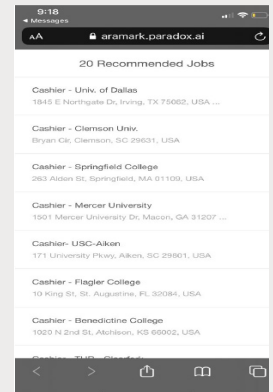 9:18
Messages
AA aramark.paradox.ai
20 Recommended Jobs
Cashier - Univ. of Dallas
1845 E Northgate Dr, Irving, TX 75062, USA ...
Cashier - Clemson Univ.
Bryan Cir, Clemson, SC 29631, USA
Cashier - Springfield College
263 Alden St, Springfield, MA 01109, USA
Cashier - Mercer University
1501 Mercer University Dr, Macon, GA 31207 ...
Cashier- USC-Aiken
171 University Pkwy, Aiken, SC 29801, USA
Cashier - Flagler College
10 King St, St. Augustine, FL 32084, USA
Cashier - Benedictine College
1020 N 2nd St, Atchison, KS 66002, USA